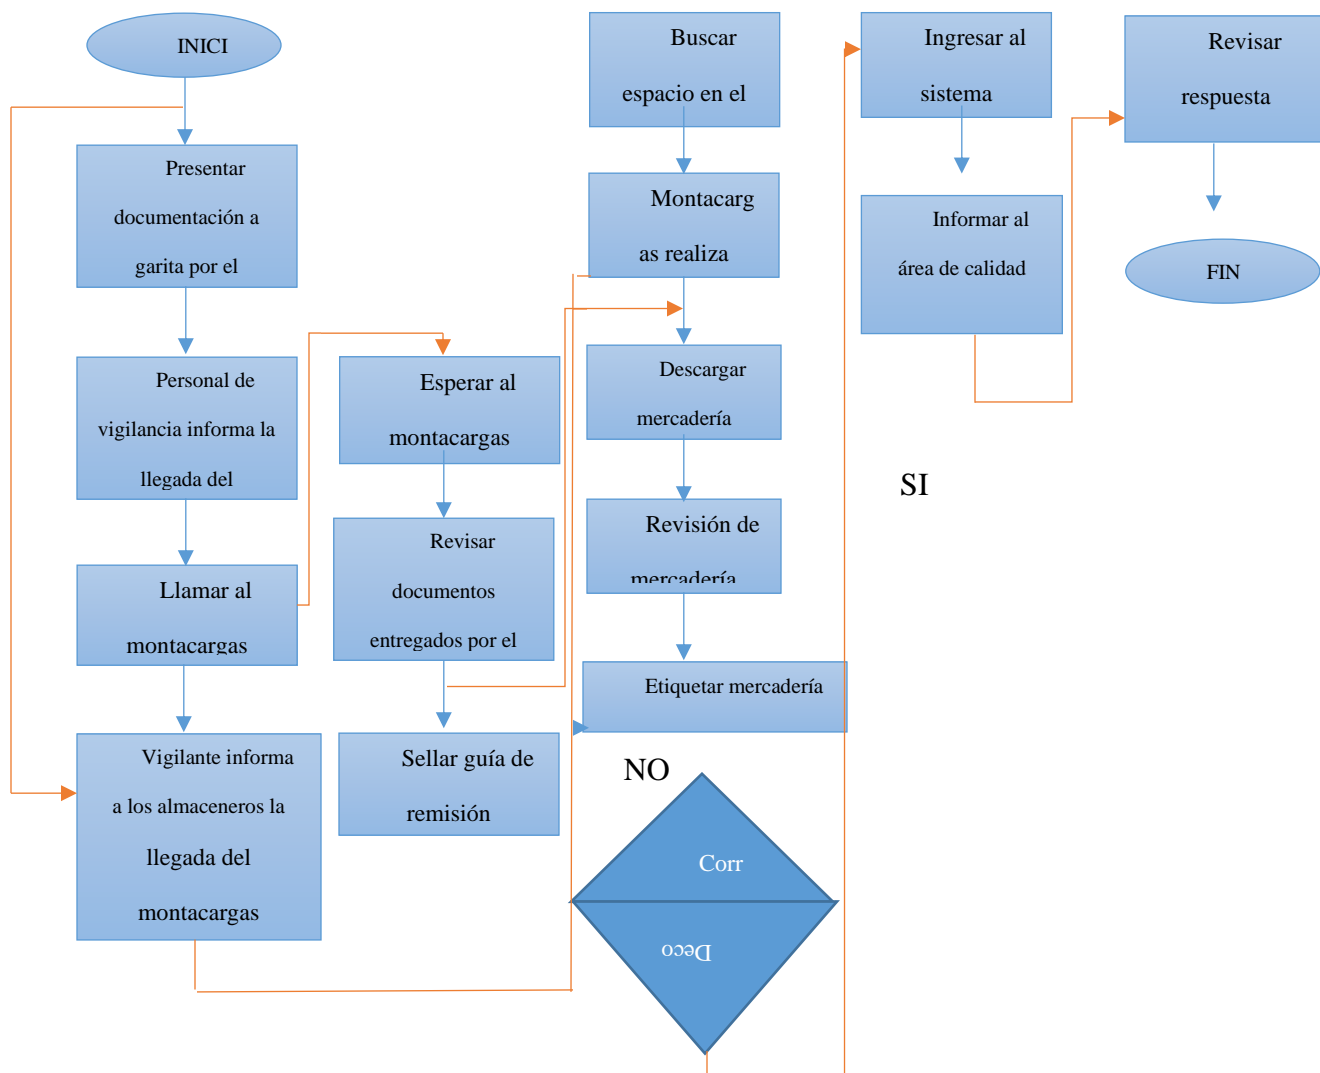 INICI
Presentar
documentación a
garita por el
Personal de
vigilancia informa la
llegada del
Llamar al
montacargas
Vigilante informa
a los almaceneros la
llegada del
montacargas
Esperar al
montacargas
Revisar
documentos
entregados por el
Sellar guía de
remisión
Buscar
espacio en el
Montacarg
as realiza
Descargar
mercadería
Revisión de
mercadería
Etiquetar mercadería
NO
Corr
Deco
Ingresar al
sistema
Informar al
área de calidad
SI
Revisar
respuesta
FIN